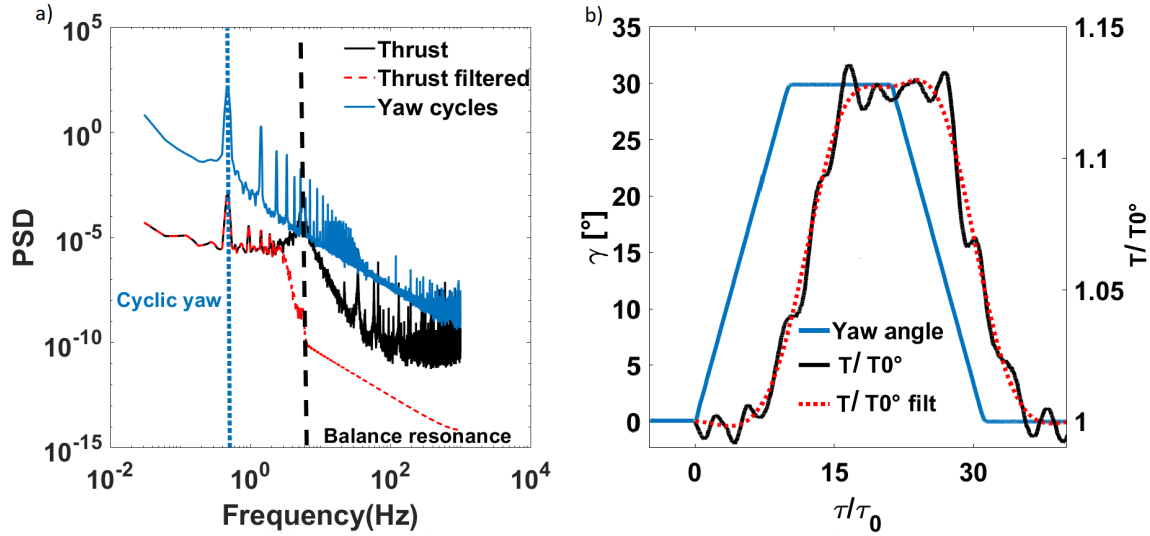 a)
10^5
10^0
10^-5
10^-10
10^-15
PSD
Thrust
Thrust filtered
Yaw cycles
Cyclic yaw
Balance resonance
10^-2
10^0
10^2
10^4
Frequency(Hz)
b)
35
30
25
20
15
10
5
0
γ [°]
1.15
1.10
1.05
1
T/ T0°
Yaw angle
T/ T0°
T/ T0° filt
0
15
30
τ/τ₀